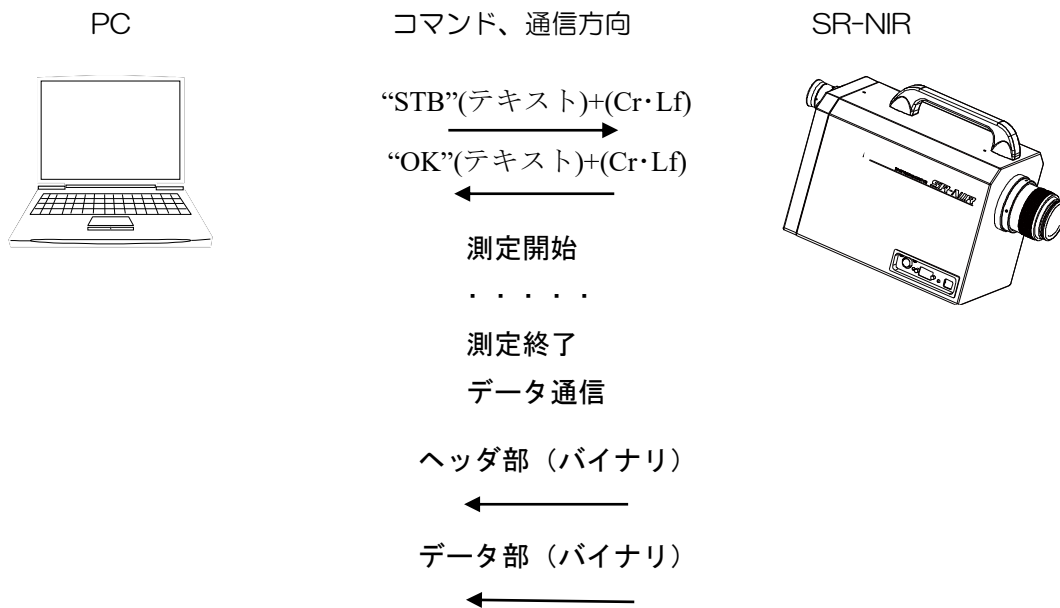 PC コマンド、通信方向 SR-NIR
“STB”(テキスト)+(Cr･Lf)
“OK”(テキスト)+(Cr･Lf)
SR-NIR
測定開始
．．．．．
測定終了
データ通信
ヘッダ部（バイナリ）
データ部（バイナリ）